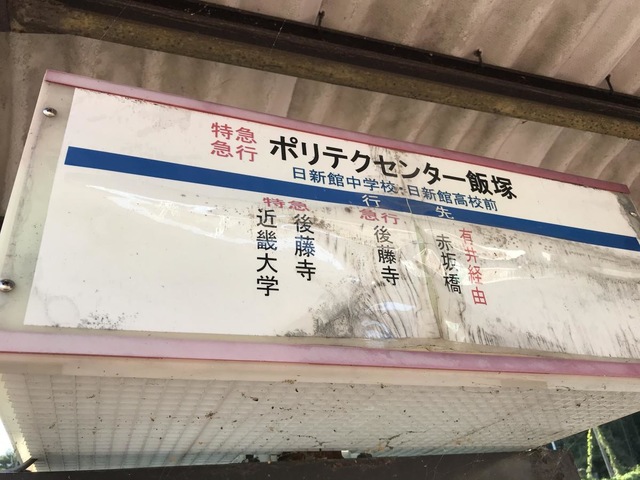 特急
急行
ポリテクセンター飯塚
日新館中学校・日新館高校前
行先
有井経由
赤坂橋
急行
後藤寺
特急
後藤寺
近畿大学